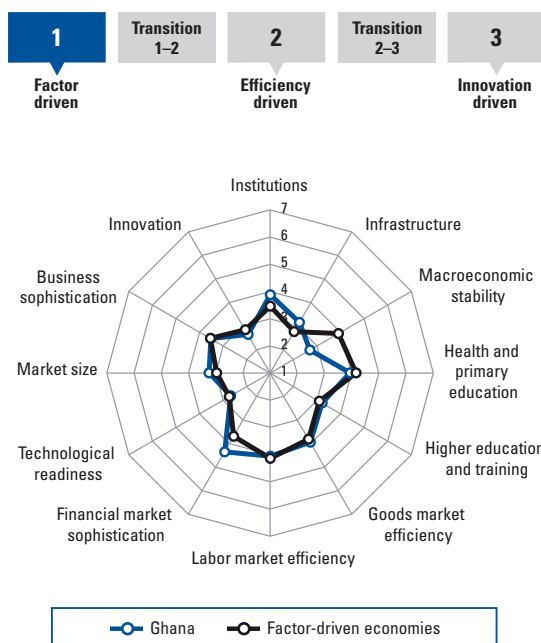 1
Transition
1–2
2
Transition
2–3
3
Factor
driven
Efficiency
driven
Innovation
driven
Institutions
7
6
5
4
3
2
1
Innovation
Infrastructure
Business
sophistication
Macroeconomic
stability
Market size
Health and
primary
education
Technological
readiness
Higher education
and training
Financial market
sophistication
Goods market
efficiency
Labor market efficiency
Ghana
Factor-driven economies